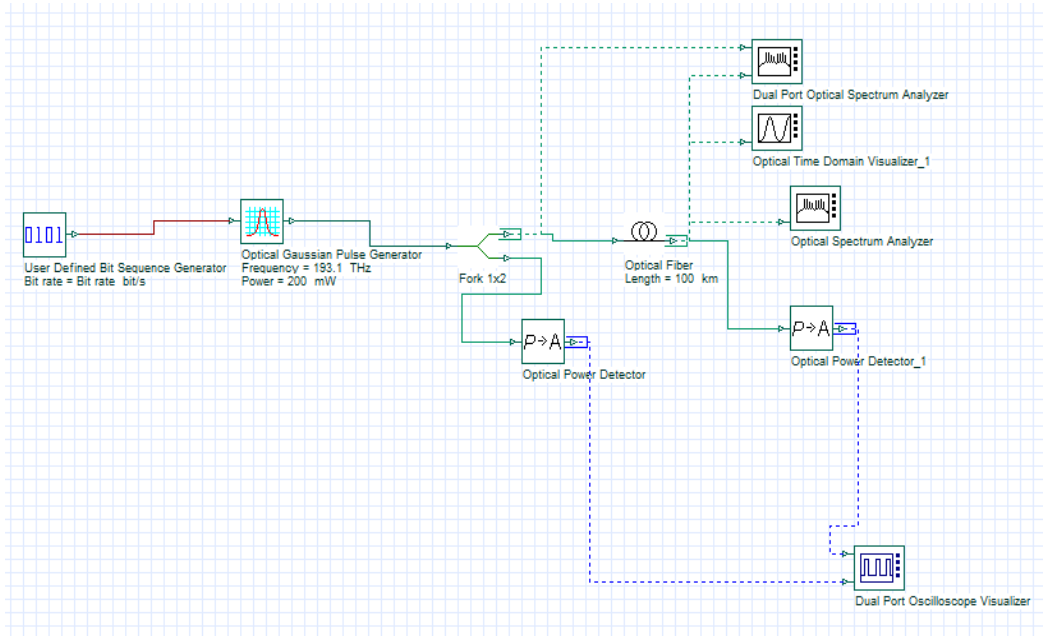 Dual Port Optical Spectrum Analyzer
Optical Time Domain Visualizer_1
0101
User Defined Bit Sequence Generator
Bit rate = Bit rate  bit/s
Optical Gaussian Pulse Generator
Frequency = 193.1  THz
Power = 200  mW
Fork 1x2
Optical Fiber
Length = 100  km
Optical Spectrum Analyzer
P→A
Optical Power Detector
P→A
Optical Power Detector_1
Dual Port Oscilloscope Visualizer